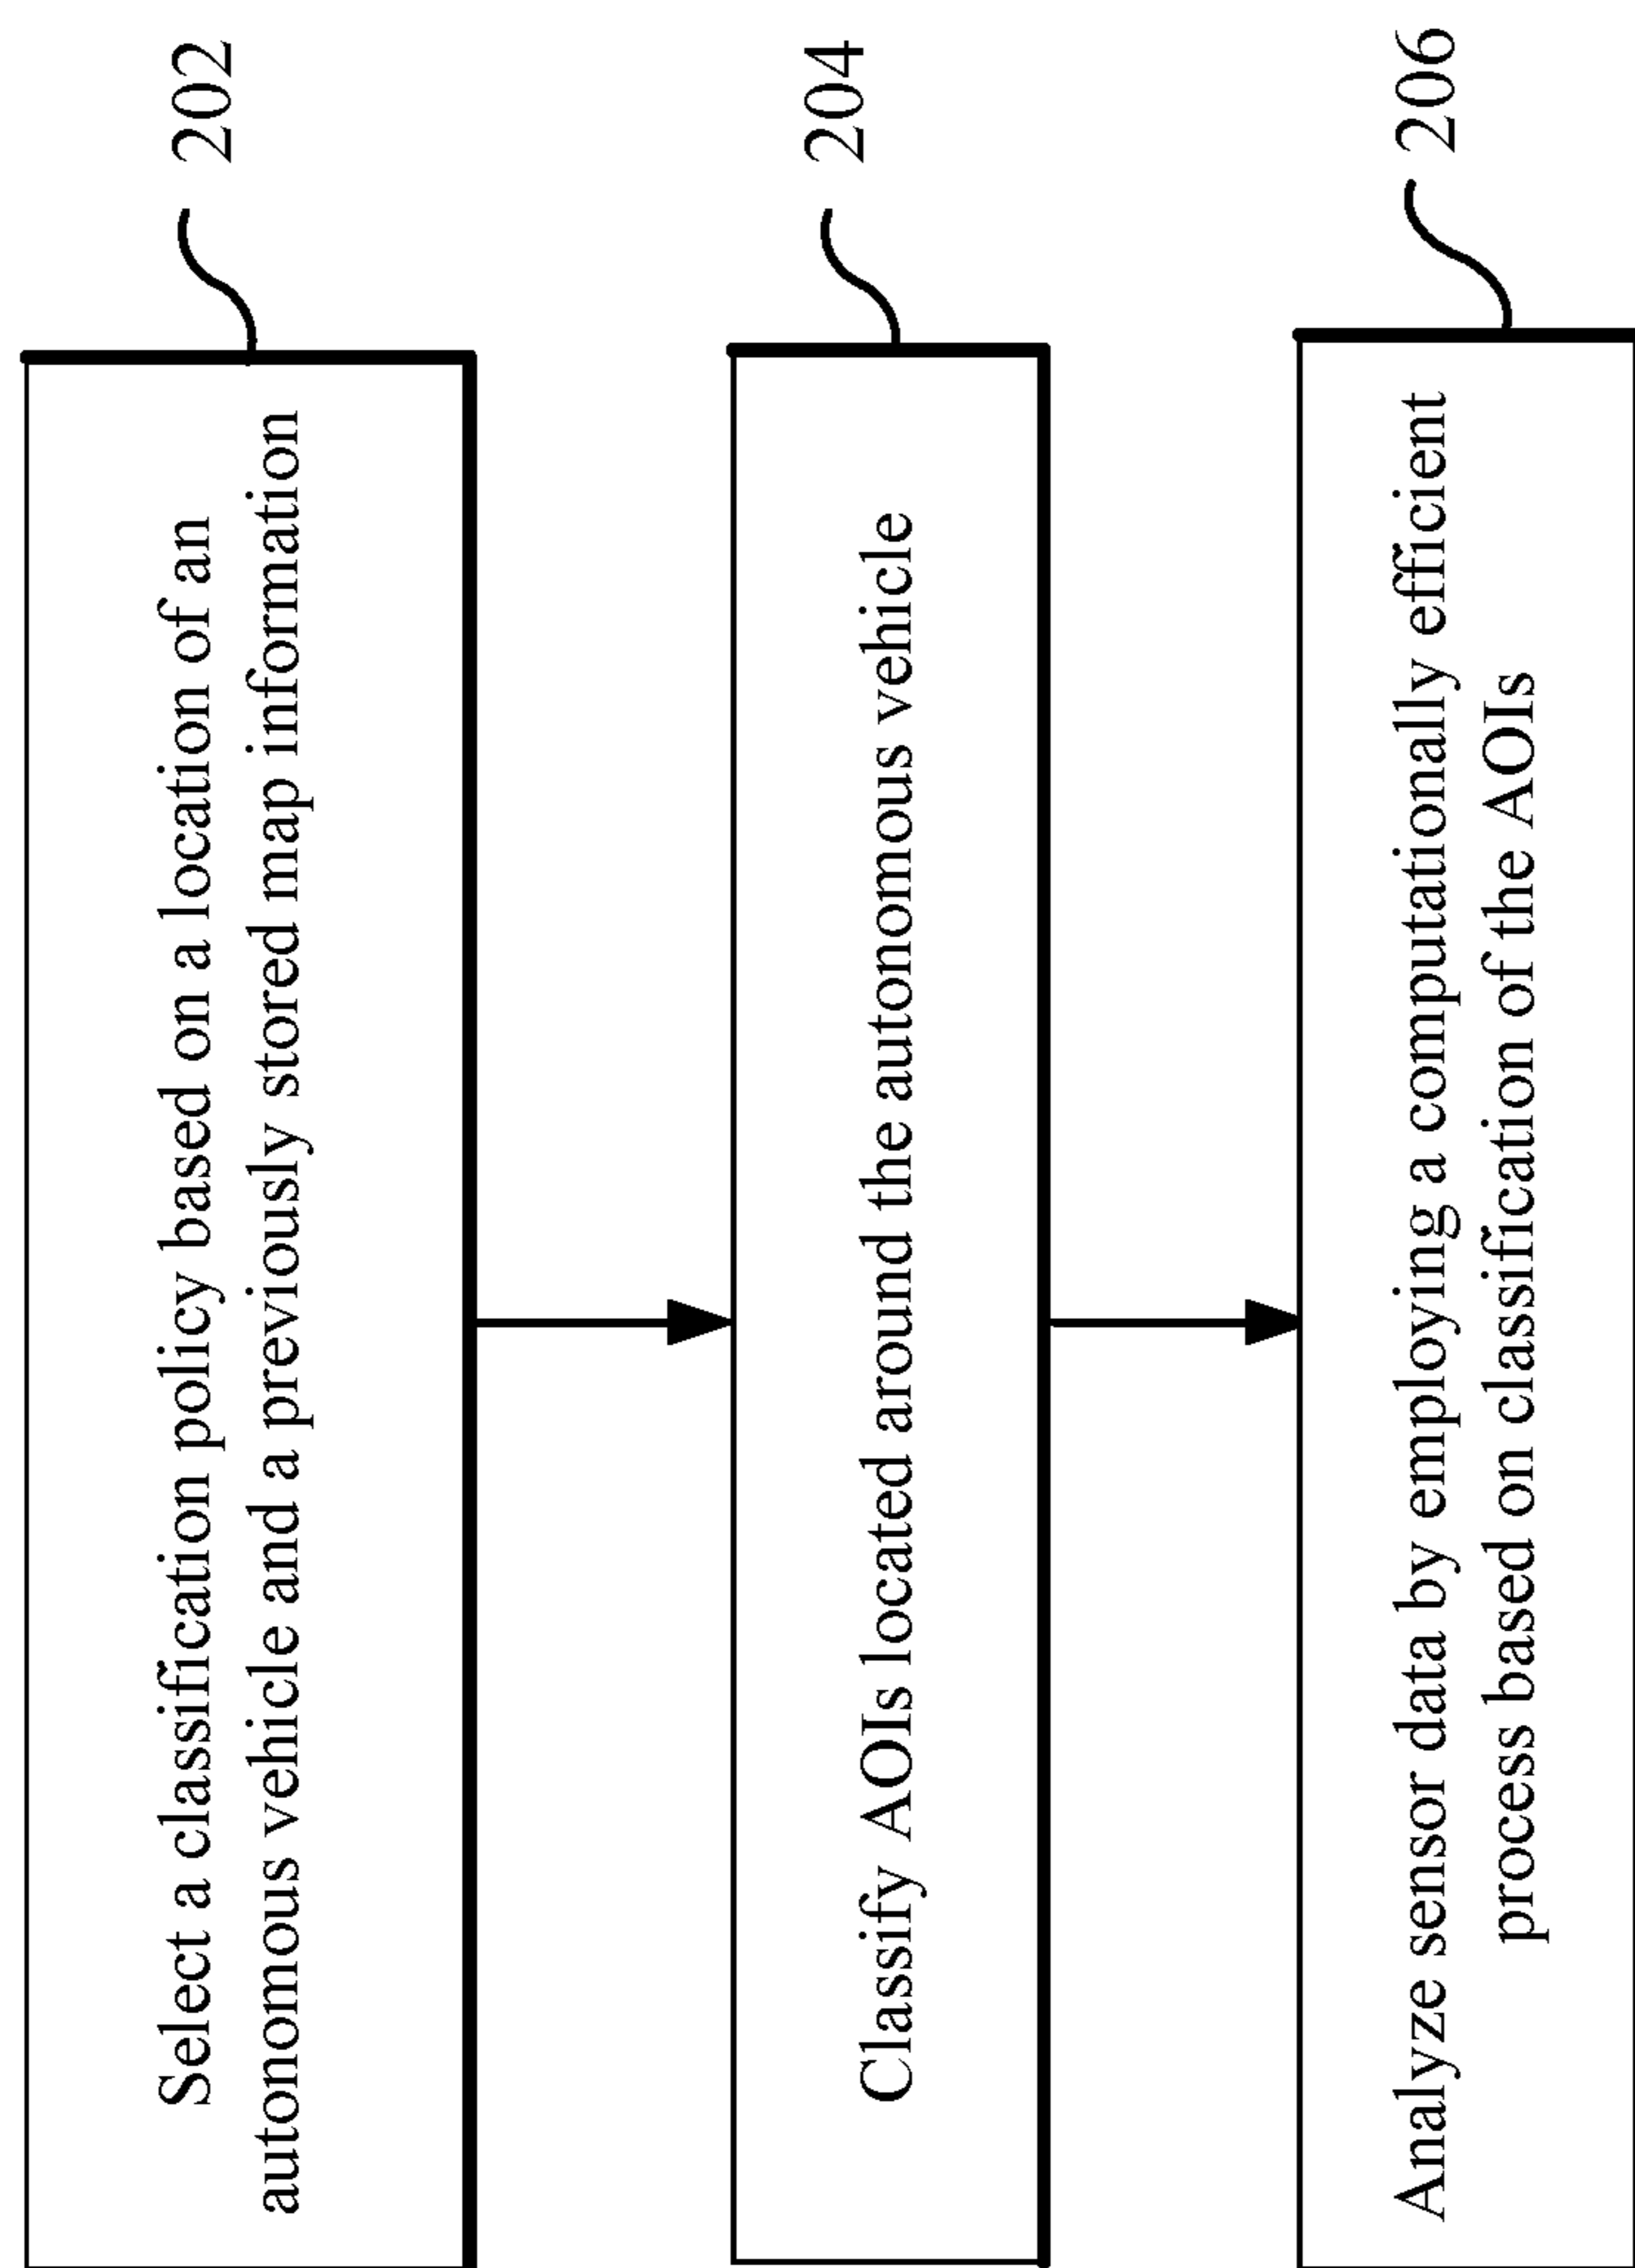 202
Select a classification policy based on a location of an
autonomous vehicle and a previously stored map information
204
Classify AOIs located around the autonomous vehicle
206
Analyze sensor data by employing a computationally efficient
process based on classification of the AOIs